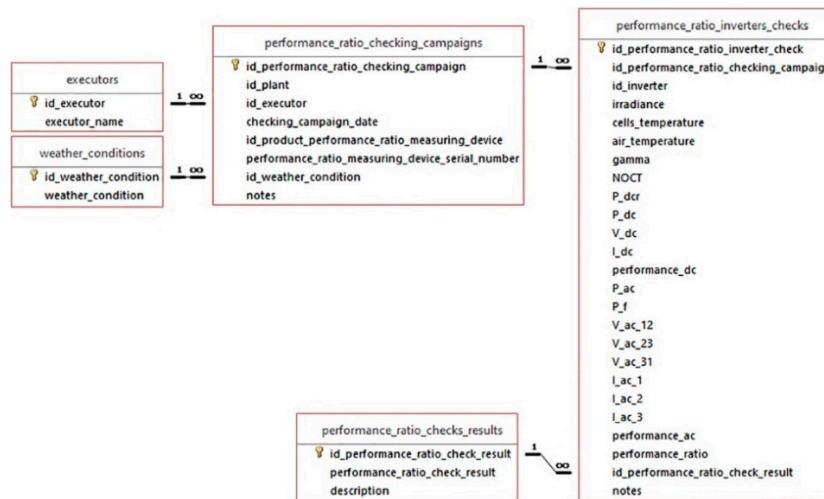 executors
id_executor
executor_name
1 ∞
weather_conditions
id_weather_condition
weather_condition
1 ∞
performance_ratio_checking_campaigns
id_performance_ratio_checking_campaign
id_plant
id_executor
checking_campaign_date
id_product_performance_ratio_measuring_device
performance_ratio_measuring_device_serial_number
id_weather_condition
notes
1 ∞
performance_ratio_inverters_checks
id_performance_ratio_inverter_check
id_performance_ratio_checking_campaig
id_inverter
irradiance
cells_temperature
air_temperature
gamma
NOCT
P_dcr
P_dc
V_dc
I_dc
performance_dc
P_ac
P_f
V_ac_12
V_ac_23
V_ac_31
I_ac_1
I_ac_2
I_ac_3
performance_ac
performance_ratio
id_performance_ratio_check_result
notes
performance_ratio_checks_results
id_performance_ratio_check_result
performance_ratio_check_result
description
1
∞